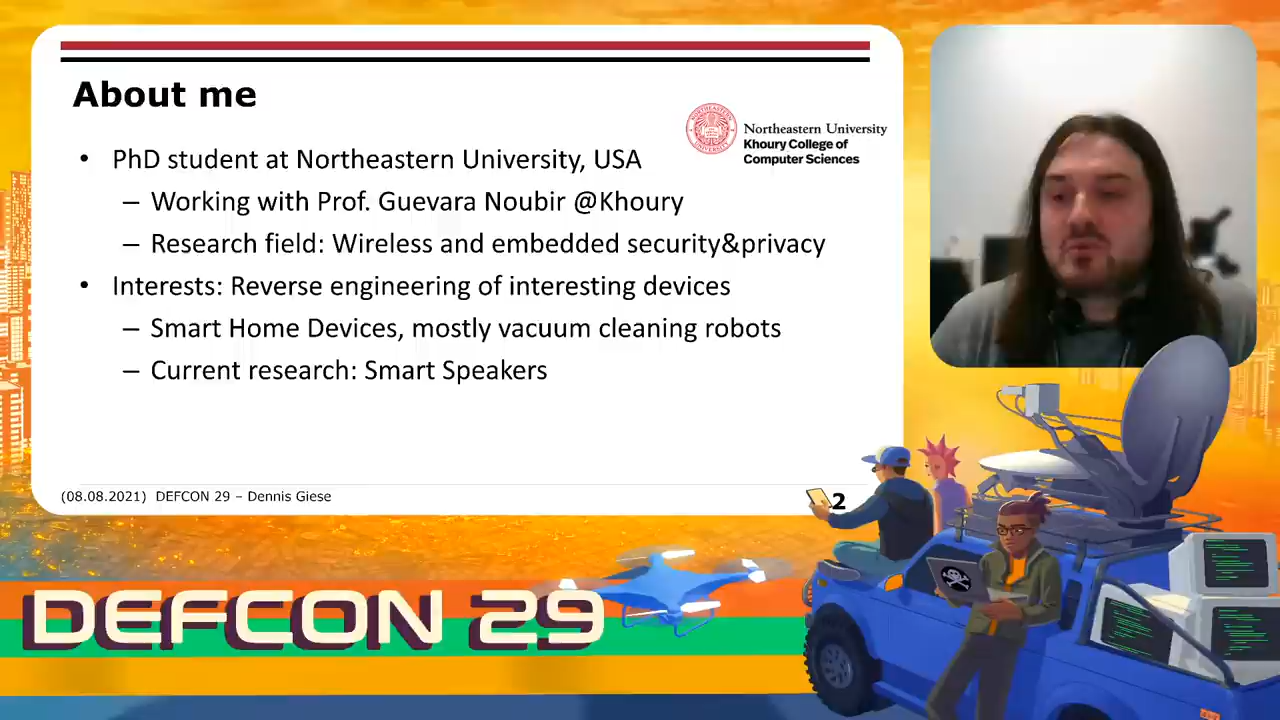 About me
Northeastern University
Khoury College of
Computer Sciences
• PhD student at Northeastern University, USA
– Working with Prof. Guevara Noubir @Khoury
– Research field: Wireless and embedded security&privacy
• Interests: Reverse engineering of interesting devices
– Smart Home Devices, mostly vacuum cleaning robots
– Current research: Smart Speakers
(08.08.2021) DEFCON 29 – Dennis Giese
2
DEFCON 29